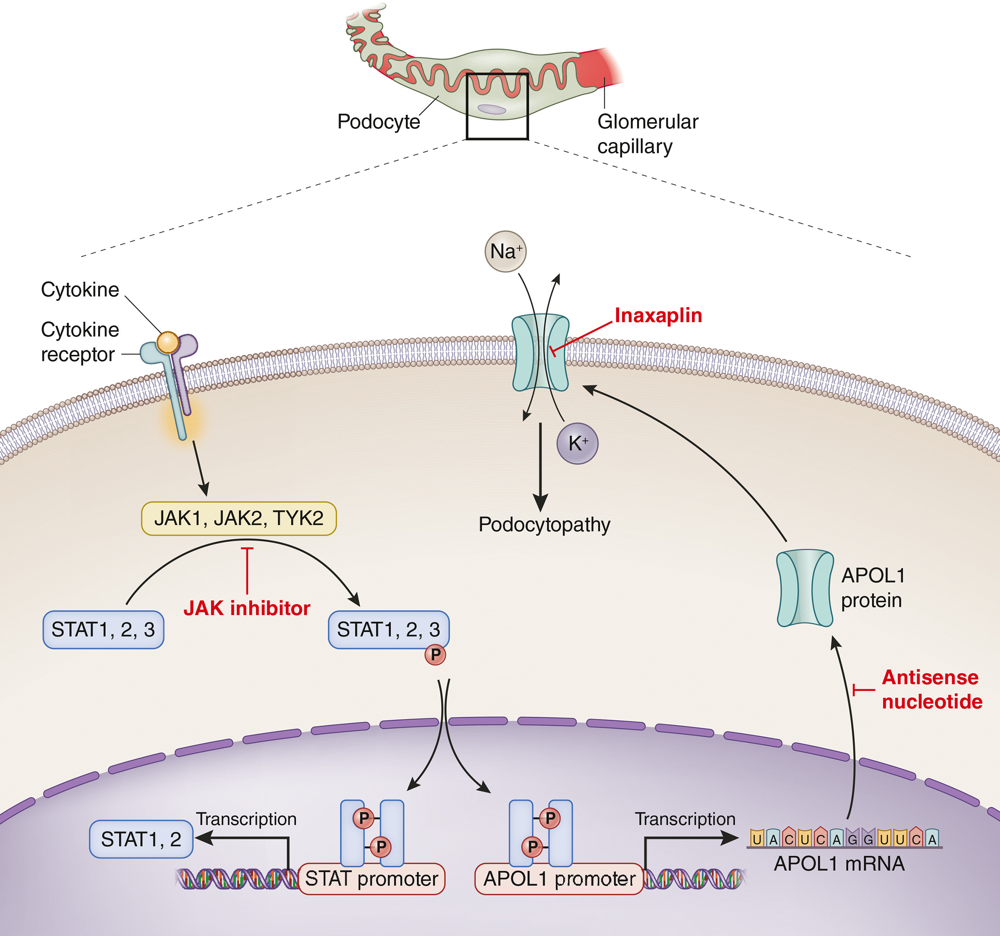 Podocyte
Glomerular
capillary
Na⁺
Cytokine
Inaxaplin
Cytokine
receptor
K⁺
JAK1, JAK2, TYK2
Podocytopathy
APOL1
protein
JAK inhibitor
STAT1, 2, 3
STAT1, 2, 3
P
Antisense
nucleotide
Transcription
P
P
Transcription
STAT1, 2
P
P
U A C U C A G G U U C A
APOL1 mRNA
STAT promoter
APOL1 promoter